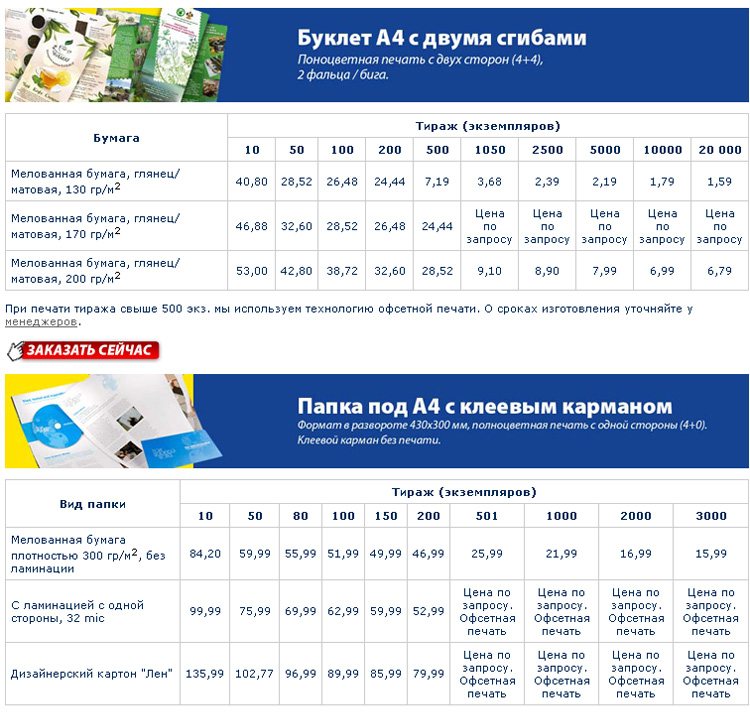 Буклет А4 с двумя сгибами
Поноцветная печать с двух сторон (4+4),
2 фальца / бига.
Бумага
Тираж (экземпляров)
10 50 100 200 500 1050 2500 5000 10000 20 000
Мелованная бумага, глянец/
матовая, 130 гр/м2
40,80 28,52 26,48 24,44 7,19 3,68 2,39 2,19 1,79 1,59
Мелованная бумага, глянец/
матовая, 170 гр/м2
46,88 32,60 28,52 26,48 24,44
Цена Цена Цена Цена Цена
по по по по по
запросу запросу запросу запросу запросу
Мелованная бумага, глянец/
матовая, 200 гр/м2
53,00 42,80 38,72 32,60 28,52 9,10 8,90 7,99 6,99 6,79
При печати тиража свыше 500 экз. мы используем технологию офсетной печати. О сроках изготовления уточняйте у
менеджеров.
ЗАКАЗАТЬ СЕЙЧАС
Папка под А4 с клеевым карманом
Формат в развороте 430х300 мм, полноцветная печать с одной стороны (4+0).
Клеевой карман без печати.
Вид папки
Тираж (экземпляров)
10 50 80 100 150 200 501 1000 2000 3000
Мелованная бумага
плотностью 300 гр/м2, без
ламинации
84,20 59,99 55,99 51,99 49,99 46,99 25,99 21,99 16,99 15,99
С ламинацией с одной
стороны, 32 mic
99,99 75,99 69,99 62,99 59,99 52,99
Цена по Цена по Цена по Цена по
запросу. запросу. запросу. запросу.
Офсетная Офсетная Офсетная Офсетная
печать печать печать печать
Дизайнерский картон "Лен"
135,99 102,77 96,99 89,99 85,99 79,99
Цена по Цена по Цена по Цена по
запросу. запросу. запросу. запросу.
Офсетная Офсетная Офсетная Офсетная
печать печать печать печать